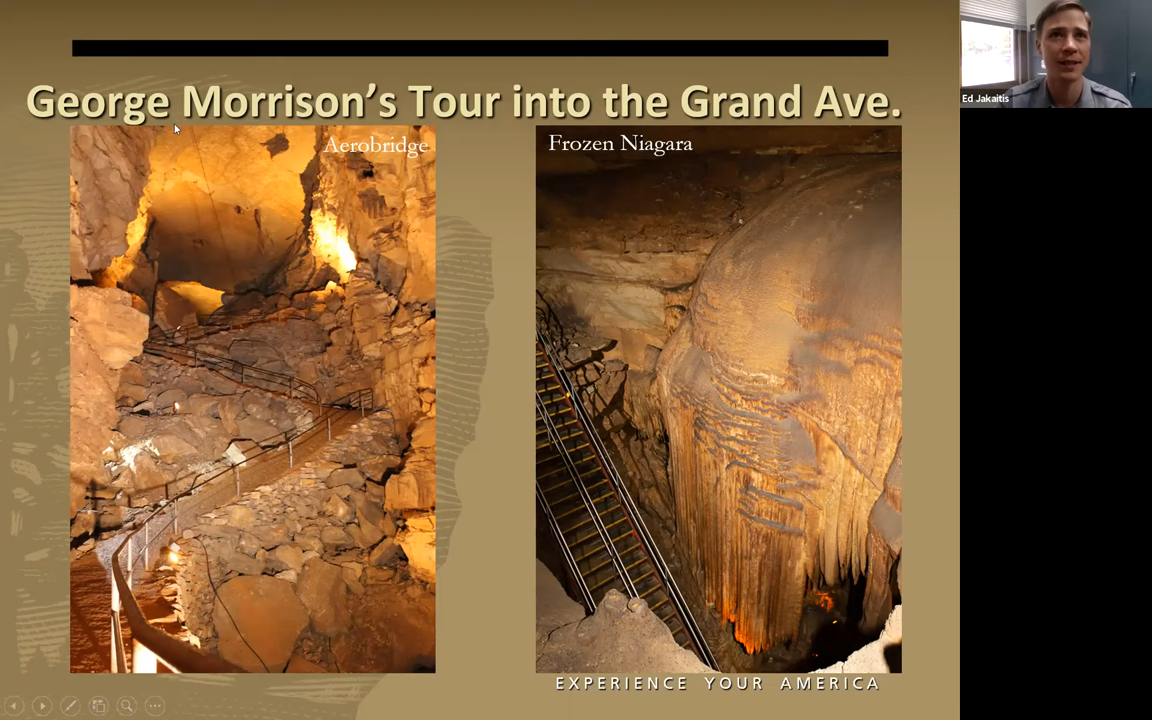 George Morrison's Tour into the Grand Ave.
Aerobridge
Frozen Niagara
EXPERIENCE YOUR AMERICA
Ed Jakaitis